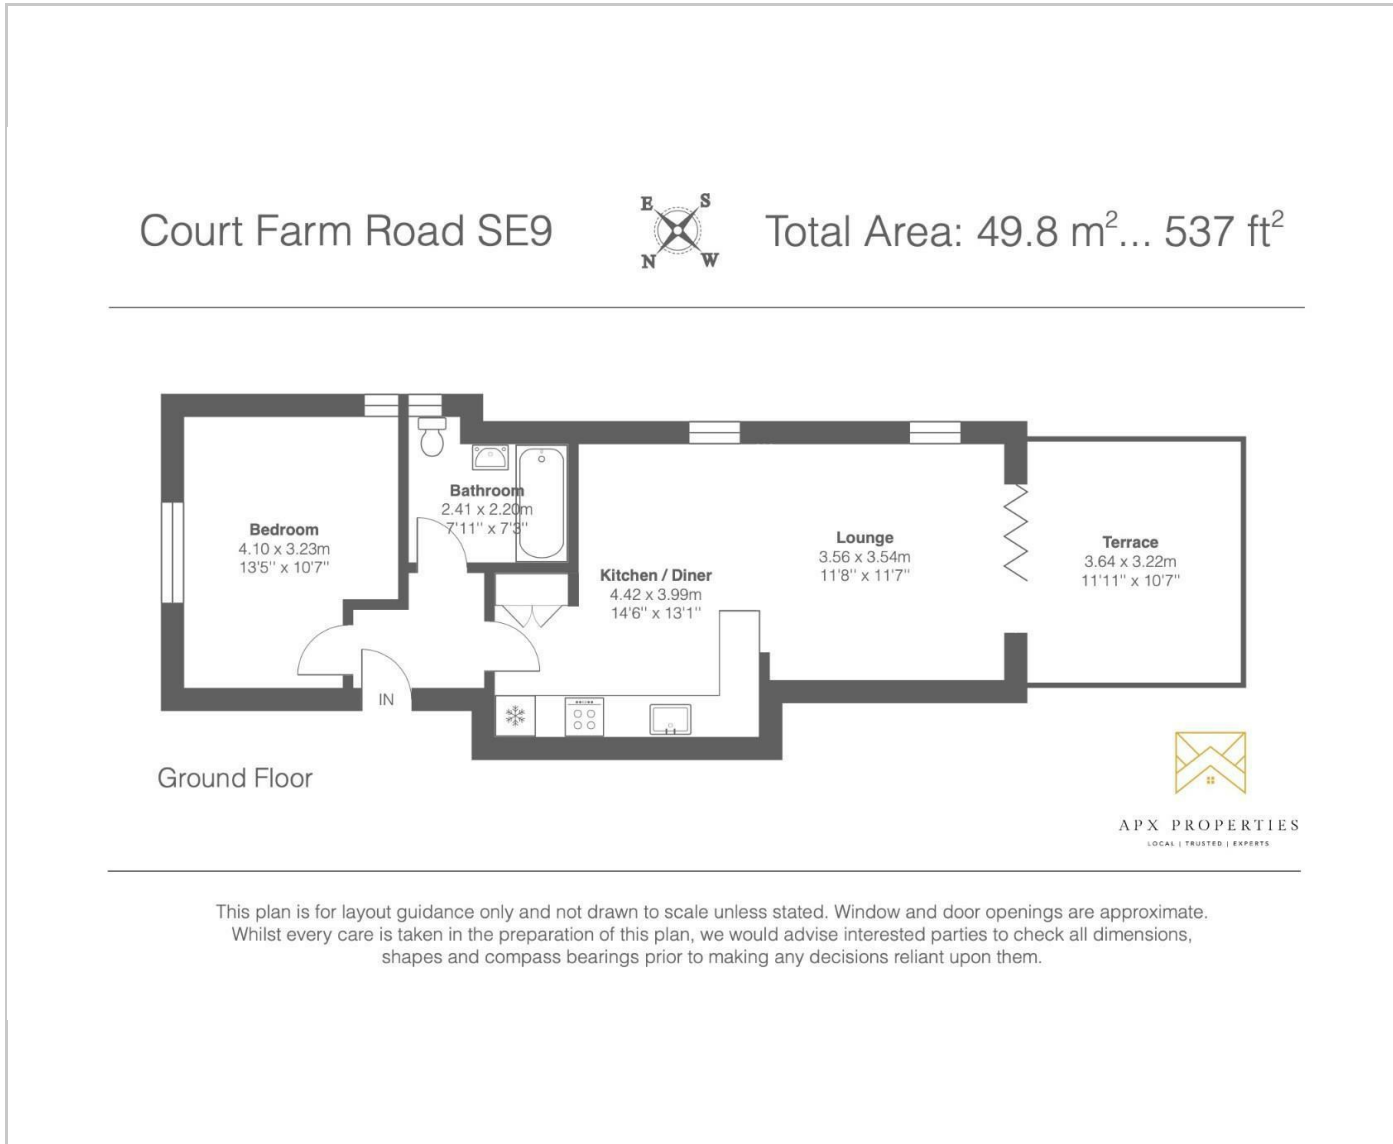 Court Farm Road SE9
E S
N W
Total Area: 49.8 m²... 537 ft²
Bedroom
4.10 x 3.23m
13'5'' x 10'7''
Bathroom
2.41 x 2.20m
7'11'' x 7'3''
Kitchen / Diner
4.42 x 3.99m
14'6'' x 13'1''
Lounge
3.56 x 3.54m
11'8'' x 11'7''
Terrace
3.64 x 3.22m
11'11'' x 10'7''
IN
Ground Floor
APX PROPERTIES
LOCAL | TRUSTED | EXPERTS
This plan is for layout guidance only and not drawn to scale unless stated. Window and door openings are approximate.
Whilst every care is taken in the preparation of this plan, we would advise interested parties to check all dimensions,
shapes and compass bearings prior to making any decisions reliant upon them.